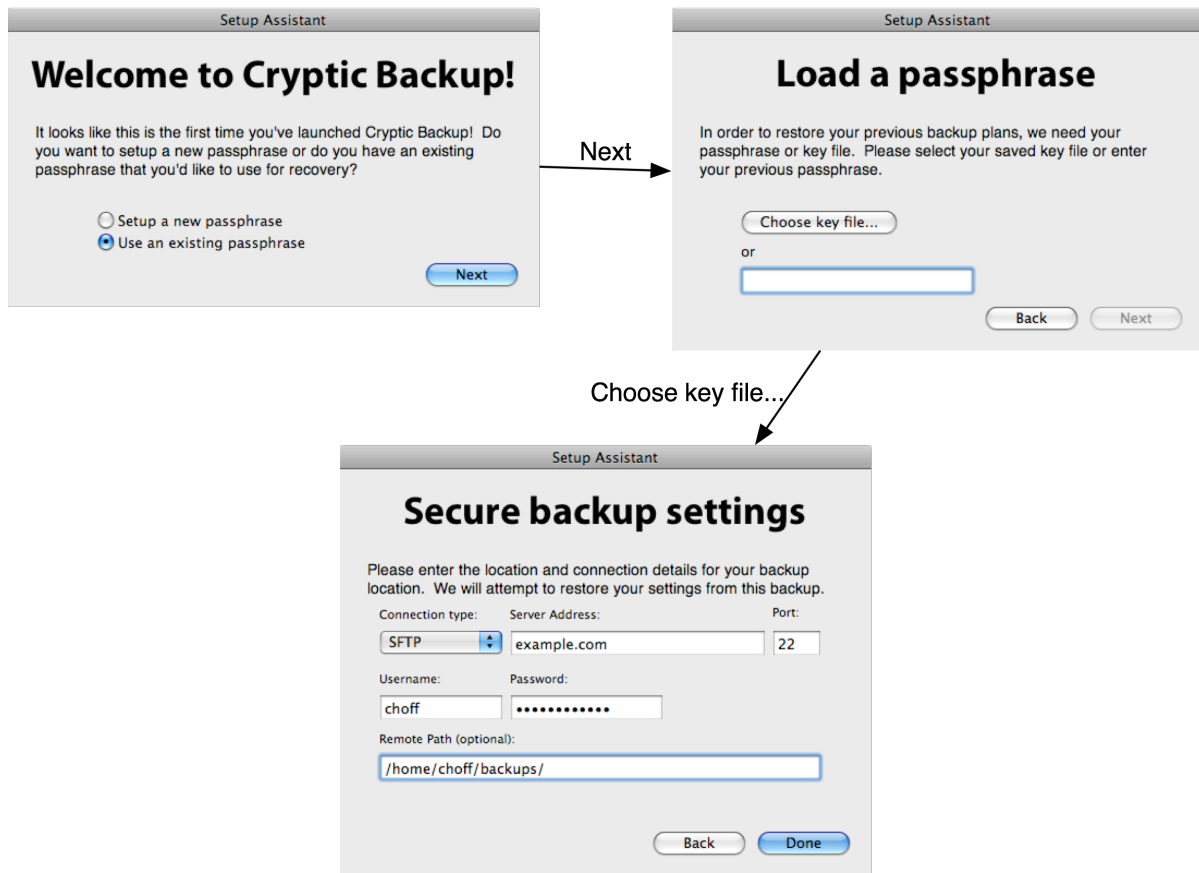 Setup Assistant
Welcome to Cryptic Backup!
It looks like this is the first time you've launched Cryptic Backup!  Do
you want to setup a new passphrase or do you have an existing
passphrase that you'd like to use for recovery?
Setup a new passphrase
Use an existing passphrase
Next
Next
Setup Assistant
Load a passphrase
In order to restore your previous backup plans, we need your
passphrase or key file.  Please select your saved key file or enter
your previous passphrase.
Choose key file...
or
Back
Next
Choose key file...
Setup Assistant
Secure backup settings
Please enter the location and connection details for your backup
location.  We will attempt to restore your settings from this backup.
Connection type: Server Address: Port:
SFTP example.com 22
Username: Password:
choff ••••••••••••
Remote Path (optional):
/home/choff/backups/
Back Done